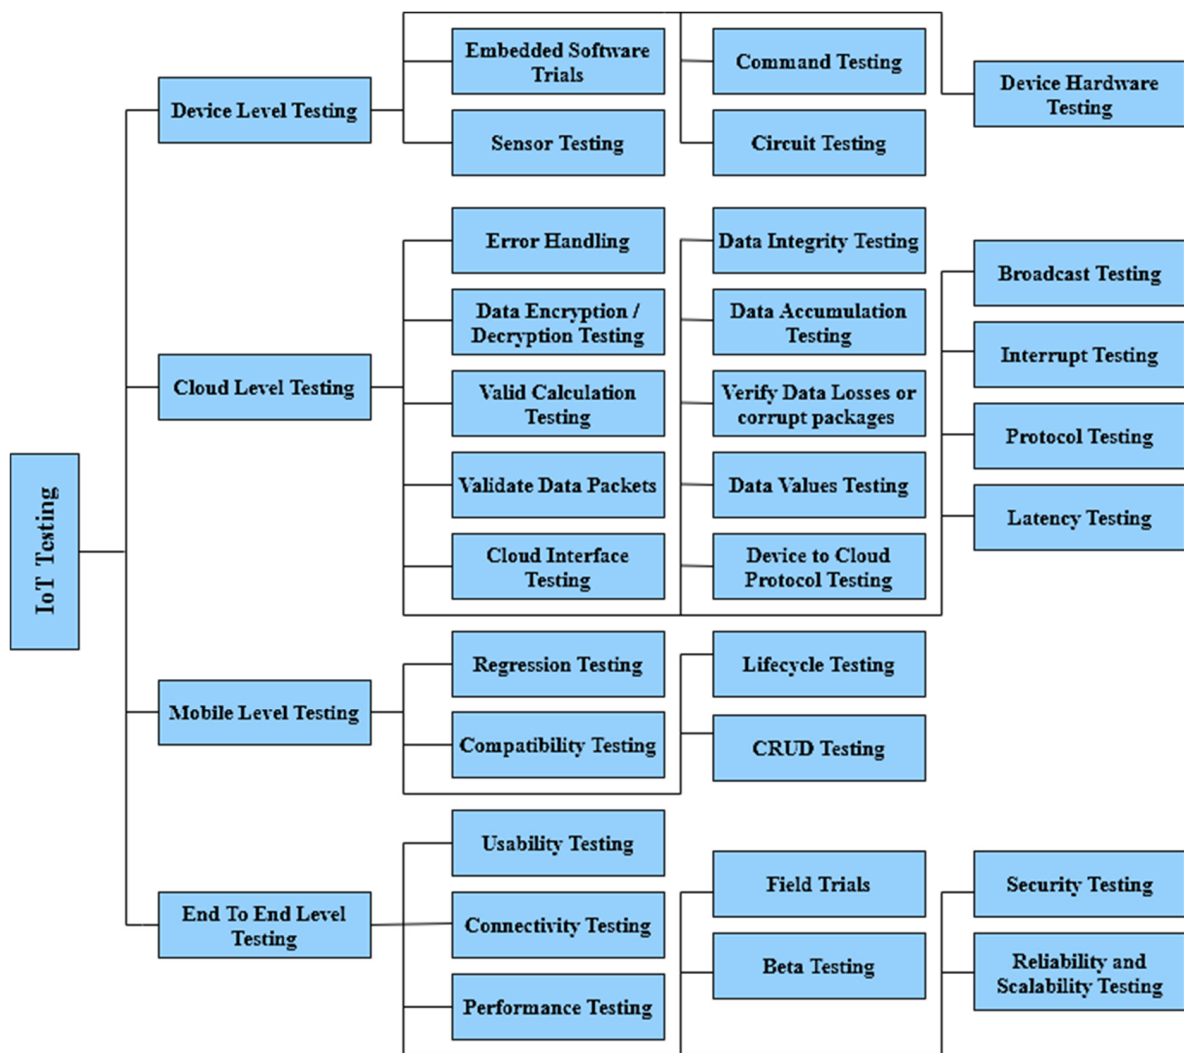 IoT Testing
Device Level Testing
Embedded Software
Trials
Sensor Testing
Command Testing
Circuit Testing
Device Hardware
Testing
Cloud Level Testing
Error Handling
Data Encryption /
Decryption Testing
Valid Calculation
Testing
Validate Data Packets
Cloud Interface
Testing
Data Integrity Testing
Data Accumulation
Testing
Verify Data Losses or
corrupt packages
Data Values Testing
Device to Cloud
Protocol Testing
Broadcast Testing
Interrupt Testing
Protocol Testing
Latency Testing
Mobile Level Testing
Regression Testing
Compatibility Testing
Lifecycle Testing
CRUD Testing
End To End Level
Testing
Usability Testing
Connectivity Testing
Performance Testing
Field Trials
Beta Testing
Security Testing
Reliability and
Scalability Testing